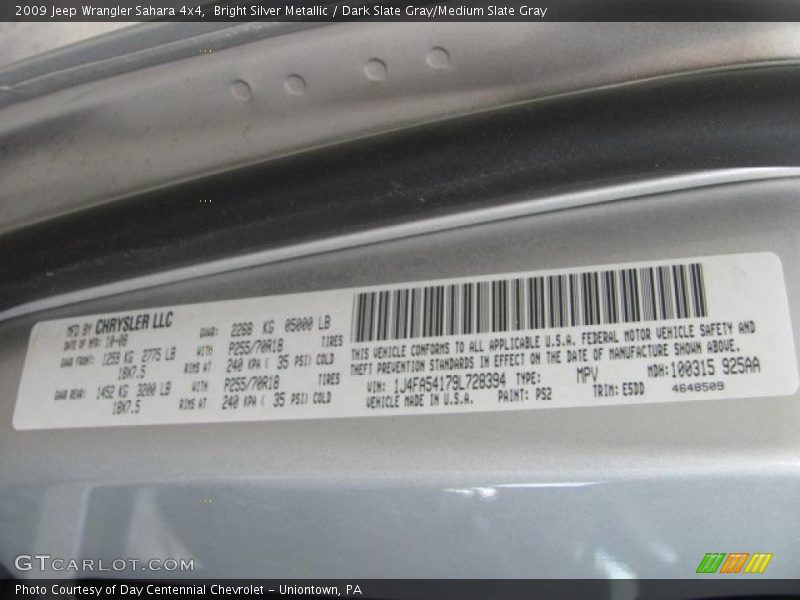 2009 Jeep Wrangler Sahara 4x4,  Bright Silver Metallic / Dark Slate Gray/Medium Slate Gray
MFD BY CHRYSLER LLC
DATE OF MFR: 10-08 GVWR: 2268 KG 05000 LB
GAWR FRONT: 1259 KG 2775 LB WITH P255/70R18 TIRES
18X7.5 RIMS AT 240 KPA ( 35 PSI) COLD
GAWR REAR: 1452 KG 3200 LB WITH P255/70R18 TIRES
18X7.5 RIMS AT 240 KPA ( 35 PSI) COLD
THIS VEHICLE CONFORMS TO ALL APPLICABLE U.S.A. FEDERAL MOTOR VEHICLE SAFETY AND
THEFT PREVENTION STANDARDS IN EFFECT ON THE DATE OF MANUFACTURE SHOWN ABOVE.
VIN: 1J4FA54179L728394 TYPE: MPV MDH: 100315 925AA
VEHICLE MADE IN U.S.A. PAINT: PS2 TRIM: ESDD 4648509
GTCARLOT.COM
Photo Courtesy of Day Centennial Chevrolet - Uniontown, PA